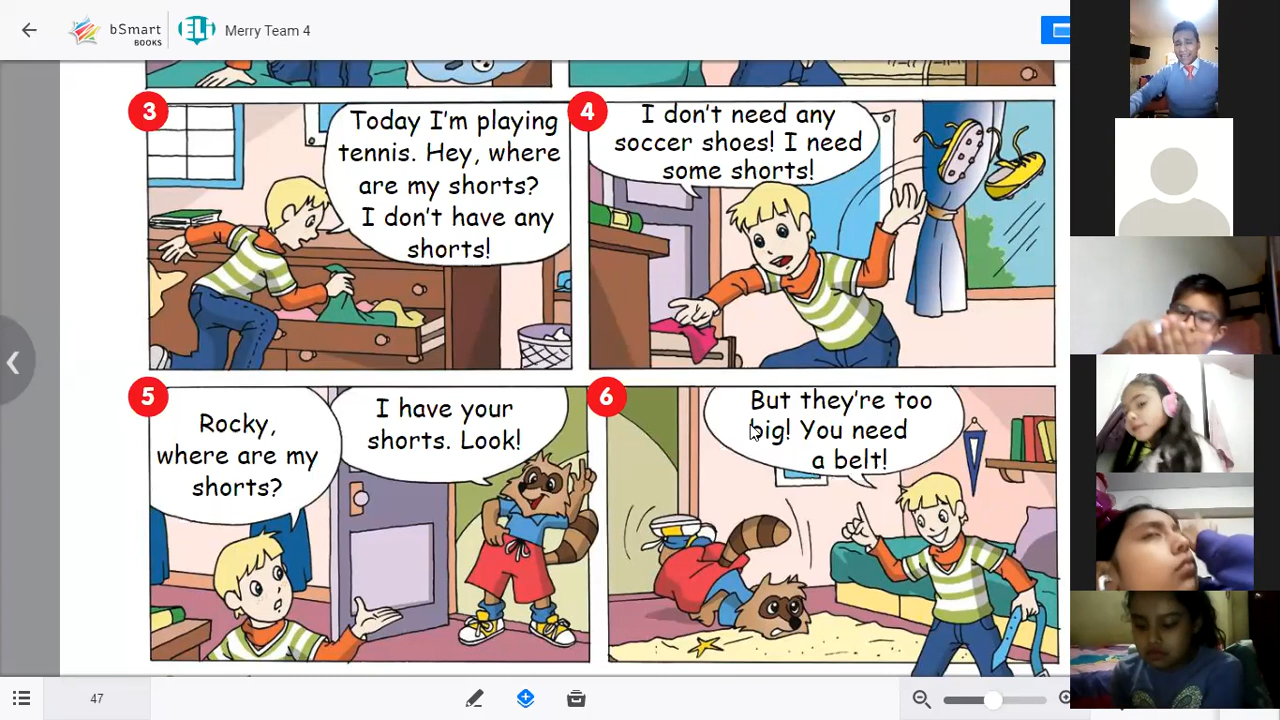 bSmart
BOOKS
ELi
Merry Team 4
3
Today I'm playing
tennis. Hey, where
are my shorts?
I don't have any
shorts!
4
I don't need any
soccer shoes! I need
some shorts!
5
Rocky,
where are my
shorts?
I have your
shorts. Look!
6
But they're too
big! You need
a belt!
47